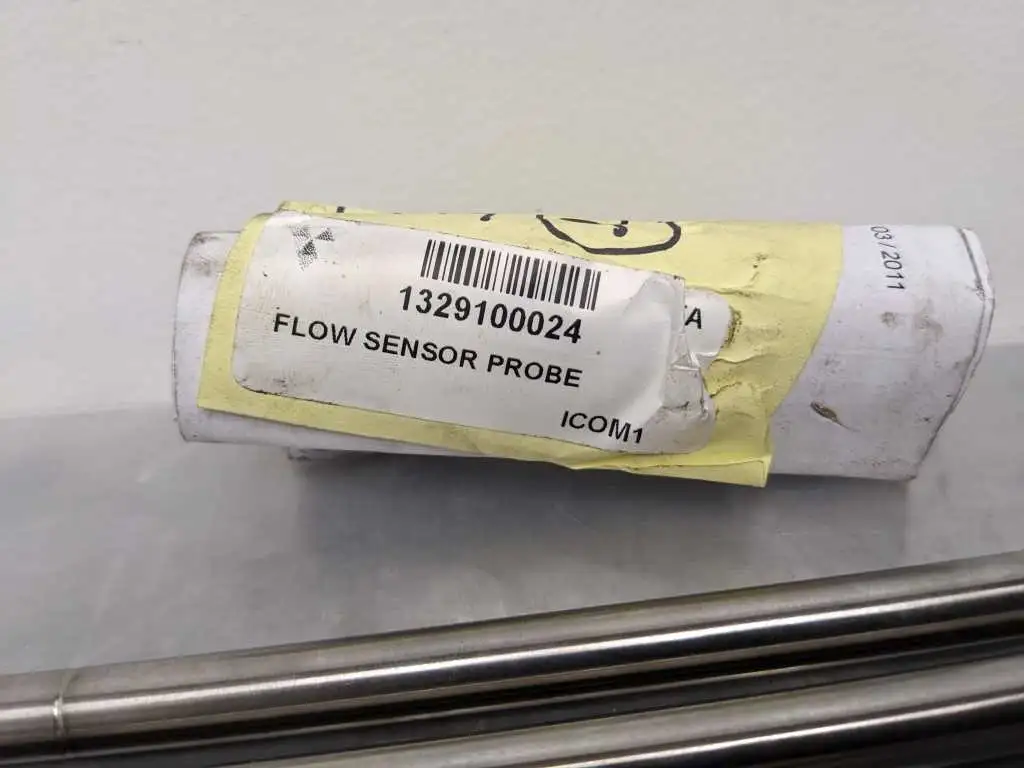 1329100024
FLOW SENSOR PROBE
ICOM1
03/2011